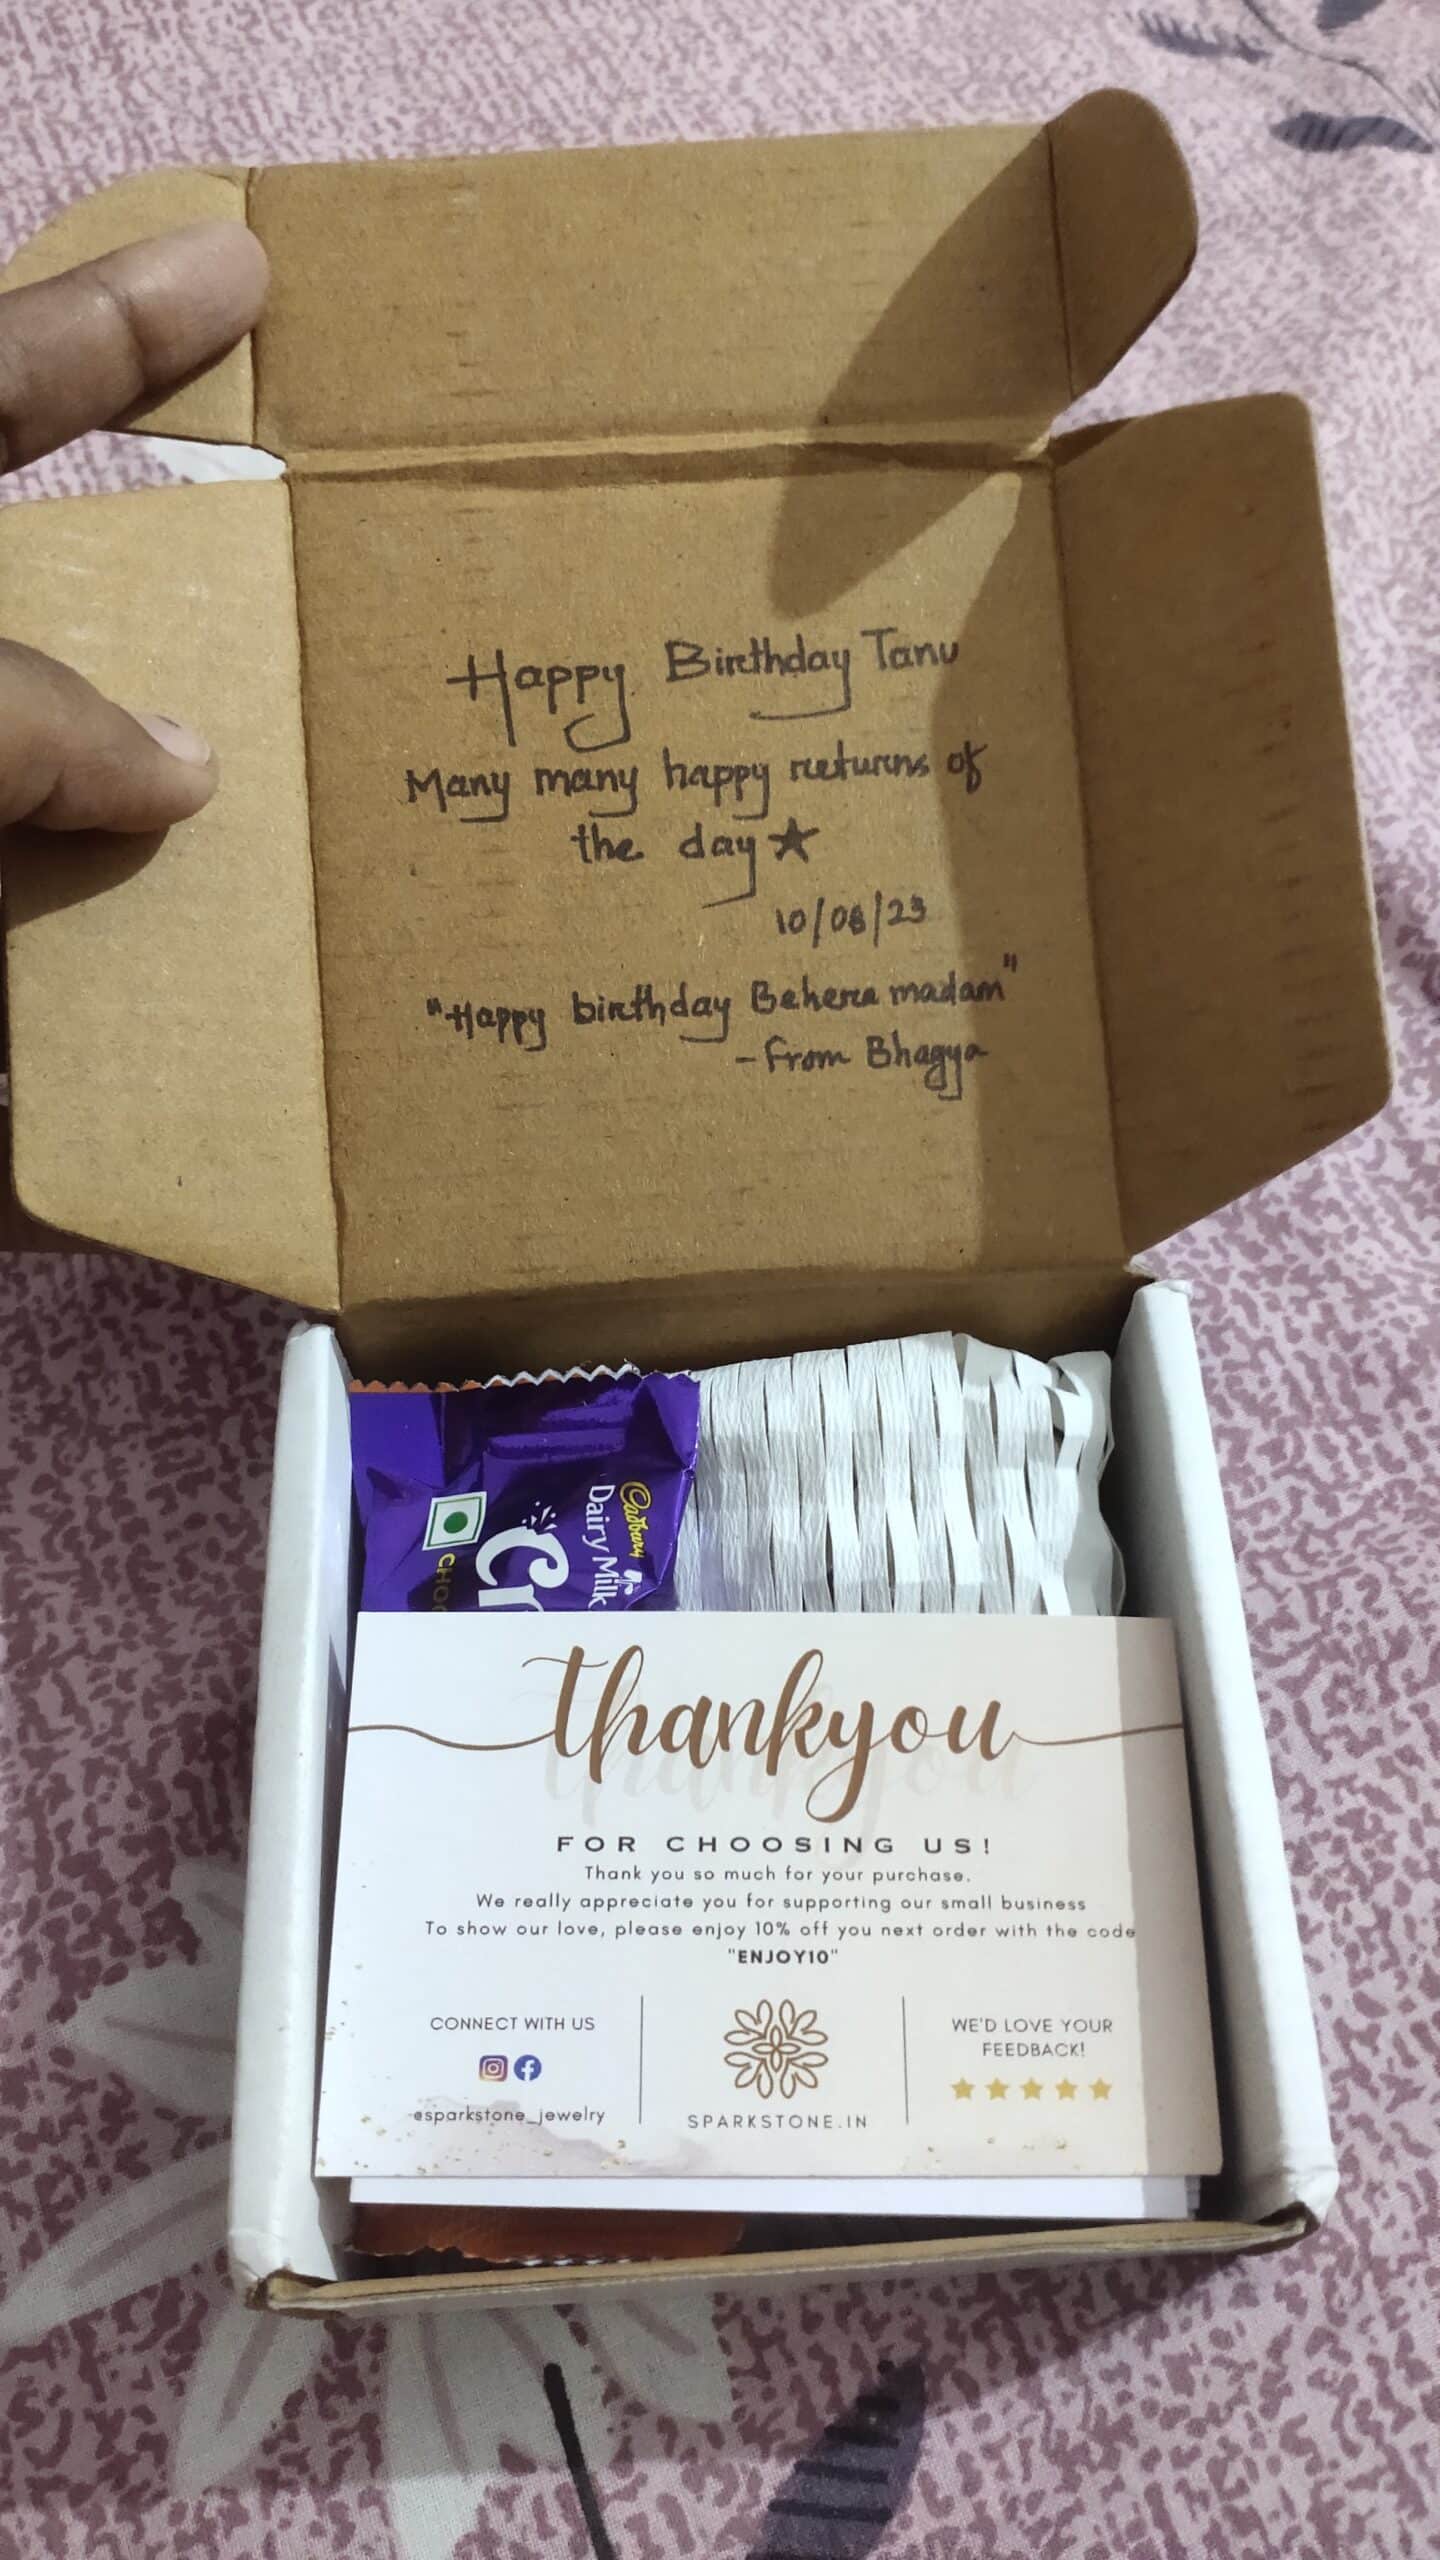 Happy Birthday Tanu
Many many happy returns of
the day ★
10/08/23
"Happy birthday Behera madam"
- from Bhagya
Cadbury
Dairy Milk
Cr
CHOC
thankyou
FOR CHOOSING US!
Thank you so much for your purchase.
We really appreciate you for supporting our small business
To show our love, please enjoy 10% off you next order with the code
"ENJOY10"
CONNECT WITH US
@sparkstone_jewelry
SPARKSTONE.IN
WE'D LOVE YOUR
FEEDBACK!